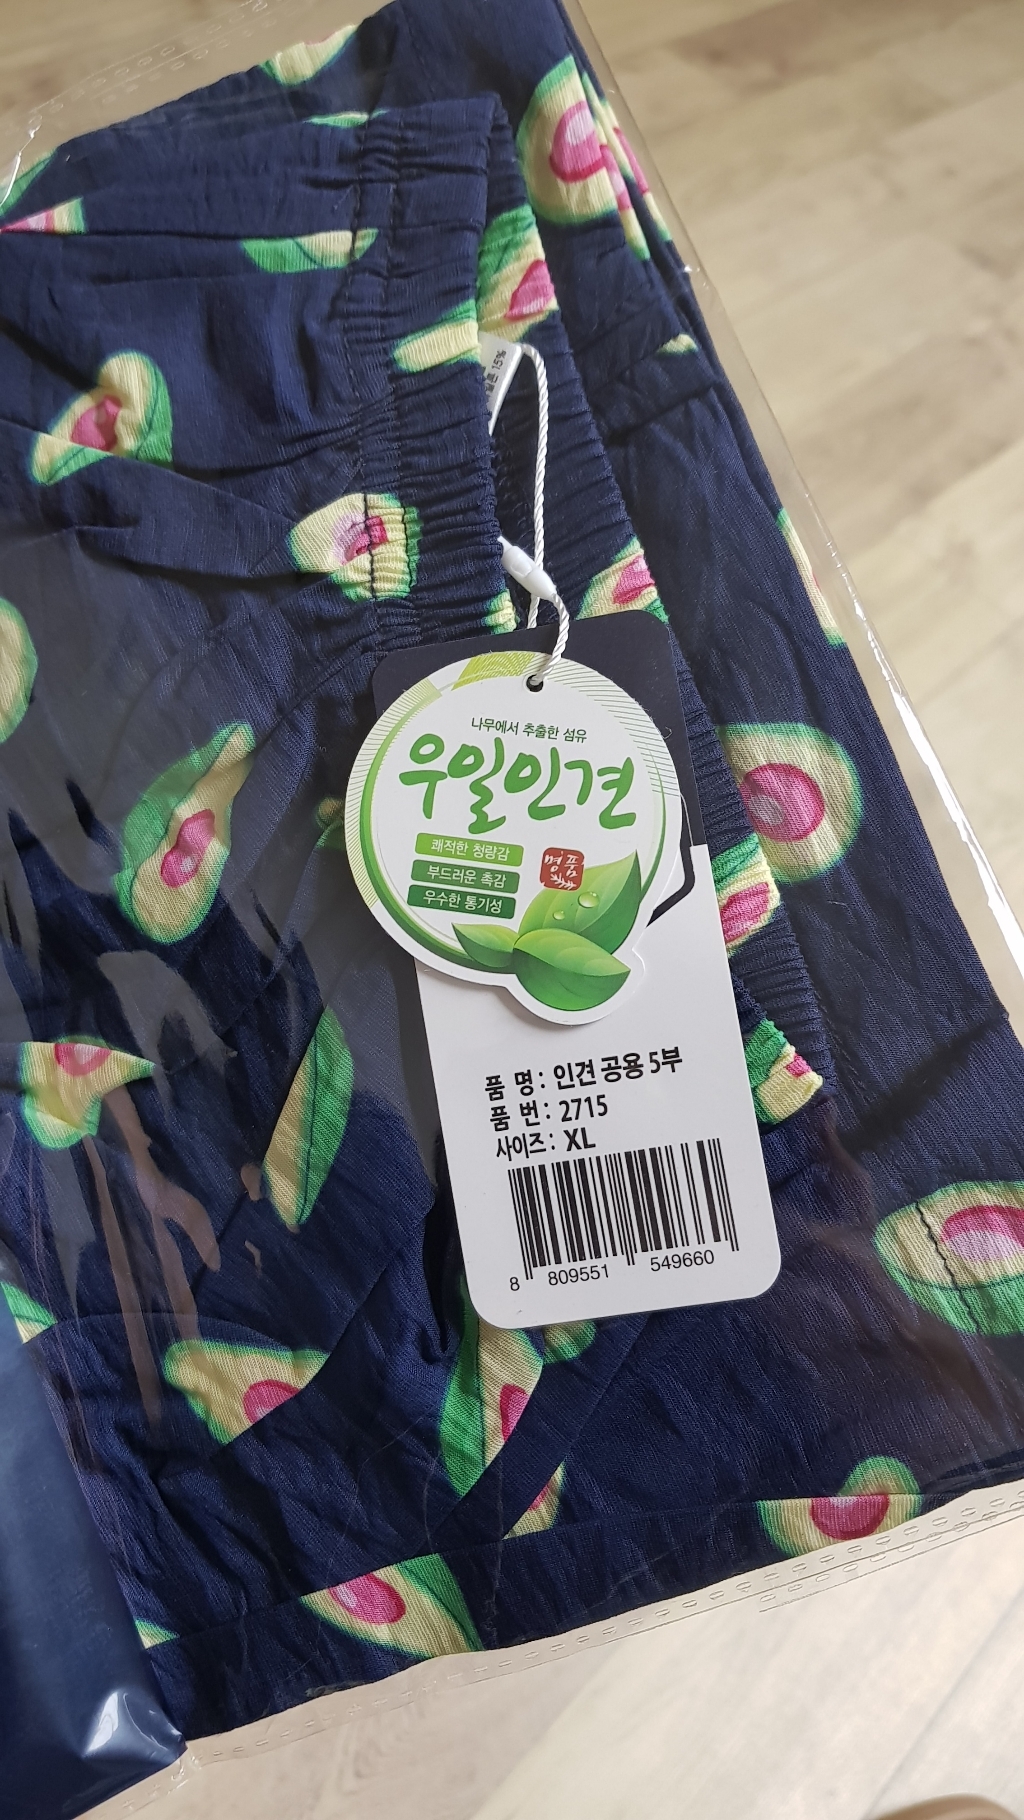 15%
나무에서 추출한 섬유
우일인견
쾌적한 청량감
부드러운 촉감
우수한 통기성
명품
품 명: 인견 공용 5부
품 번: 2715
사이즈: XL
8 809551 549660